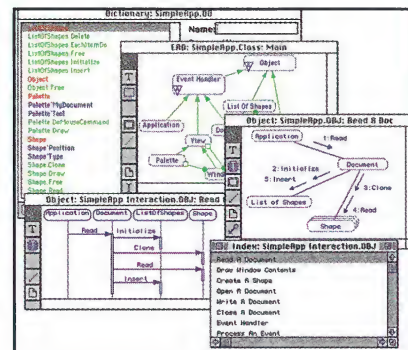 Dictionary: SimpleApp.DD
ListOfShapes
ListOfShapes Delete
ListOfShapes EachItemDo
ListOfShapes Free
ListOfShapes Initialize
ListOfShapes Insert
Object
Object Free
Palette
Palette'MyDocument
Palette'Tool
Palette DoMouseCommand
Palette Draw
Shape
Shape'Position
Shape'Type
Shape Clone
Shape Draw
Shape Free
Shape Read
Name:
ERD: SimpleApp.Class: Main
Object
Event Handler
List Of Shapes
Application
View
Palette
Object: SimpleApp.OBJ: Read A Doc
Application
1:Read
Document
2:Initialize
5:Insert
3:Clone
List of Shapes
4:Read
Shape
Object: SimpleApp Interaction.OBJ: Read
Application
Document
ListOfShapes
Shape
Read
Initialize
Clone
Read
Insert
Index: SimpleApp Interaction.OBJ
Read A Document
Draw Window Contents
Create A Shape
Open A Document
Write A Document
Close A Document
Event Handler
Process An Event